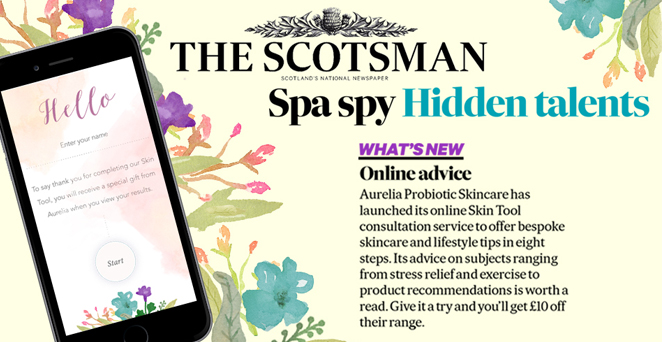 THE SCOTSMAN
SCOTLAND'S NATIONAL NEWSPAPER
Spa spy Hidden talents
Hello
Enter your name
To say thank you for completing our Skin
Tool, you will receive a special gift from
Aurelia when you view your results.
Start
WHAT'S NEW
Online advice
Aurelia Probiotic Skincare has
launched its online Skin Tool
consultation service to offer bespoke
skincare and lifestyle tips in eight
steps. Its advice on subjects ranging
from stress relief and exercise to
product recommendations is worth a
read. Give it a try and you'll get £10 off
their range.